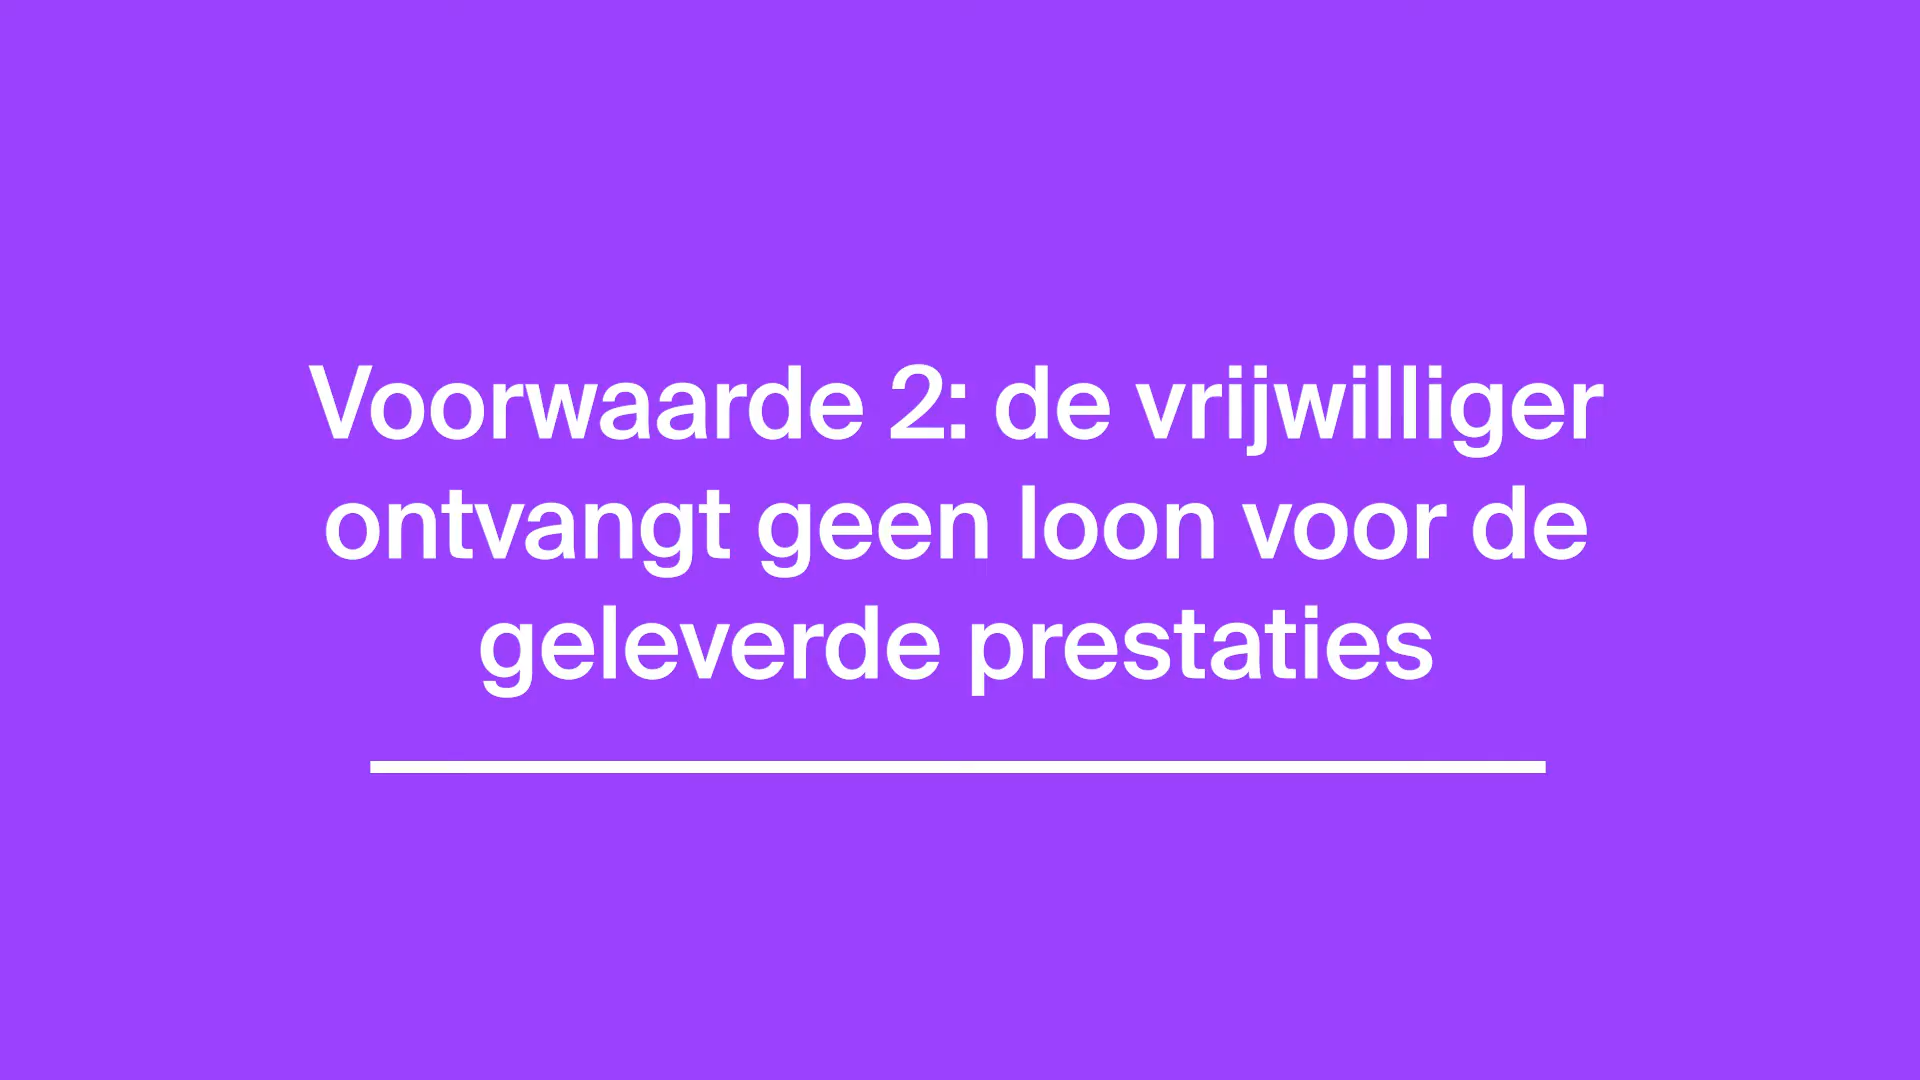 Voorwaarde 2: de vrijwilliger
ontvangt geen loon voor de
geleverde prestaties